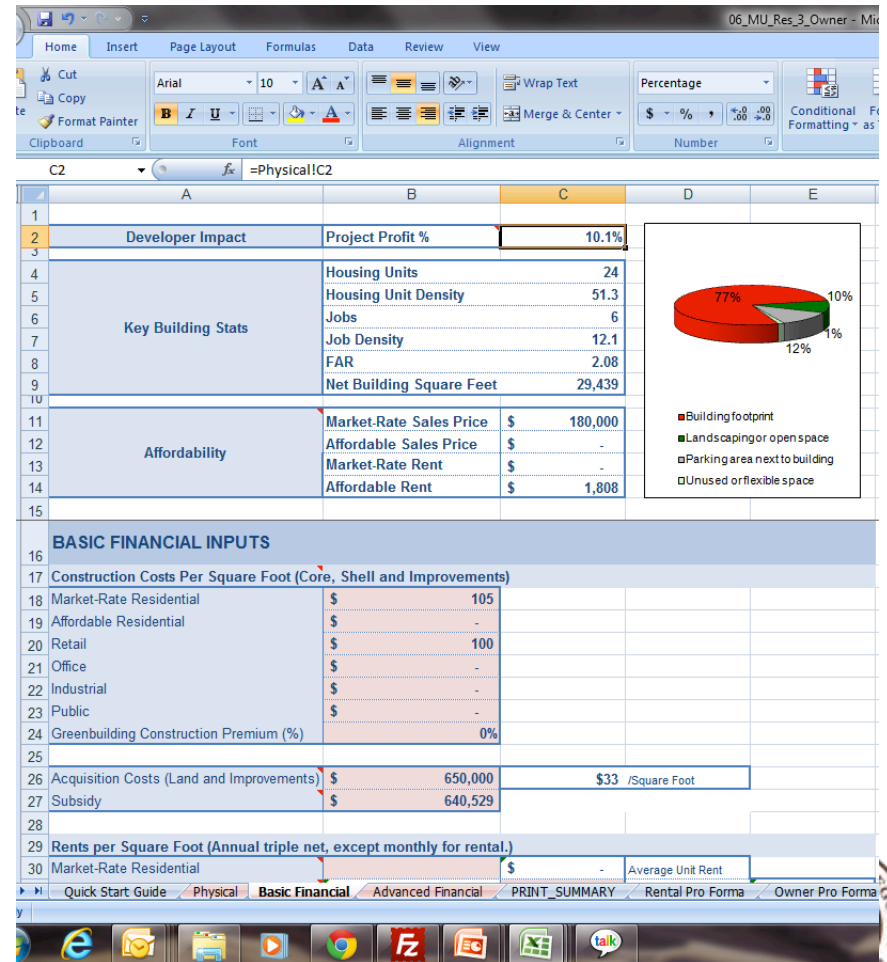 06_MU_Res_3_Owner - Mic
Home Insert Page Layout Formulas Data Review View
Cut
Copy
Format Painter
Clipboard
Arial 10 A A
B I U A
Font
Wrap Text
Merge & Center
Alignment
Percentage
$ % , .0 .00 .00 .0
Number
Conditional
Formatting as
C2 fx =Physical!C2
A B C D E
1
2 Developer Impact Project Profit % 10.1%
3
4 Housing Units 24
5 Housing Unit Density 51.3
6 Jobs 6
Key Building Stats
7 Job Density 12.1
8 FAR 2.08
9 Net Building Square Feet 29,439
10
11 Market-Rate Sales Price $ 180,000
12 Affordable Sales Price $ -
Affordability
13 Market-Rate Rent $ -
14 Affordable Rent $ 1,808
77% 10%
1%
12%
Building footprint
Landscaping or open space
Parking area next to building
Unused or flexible space
15
16 BASIC FINANCIAL INPUTS
17 Construction Costs Per Square Foot (Core, Shell and Improvements)
18 Market-Rate Residential $ 105
19 Affordable Residential $ -
20 Retail $ 100
21 Office $ -
22 Industrial $ -
23 Public $ -
24 Greenbuilding Construction Premium (%) 0%
25
26 Acquisition Costs (Land and Improvements) $ 650,000 $33 /Square Foot
27 Subsidy $ 640,529
28
29 Rents per Square Foot (Annual triple net, except monthly for rental.)
30 Market-Rate Residential $ - Average Unit Rent
Quick Start Guide Physical Basic Financial Advanced Financial PRINT_SUMMARY Rental Pro Forma Owner Pro Forma
talk